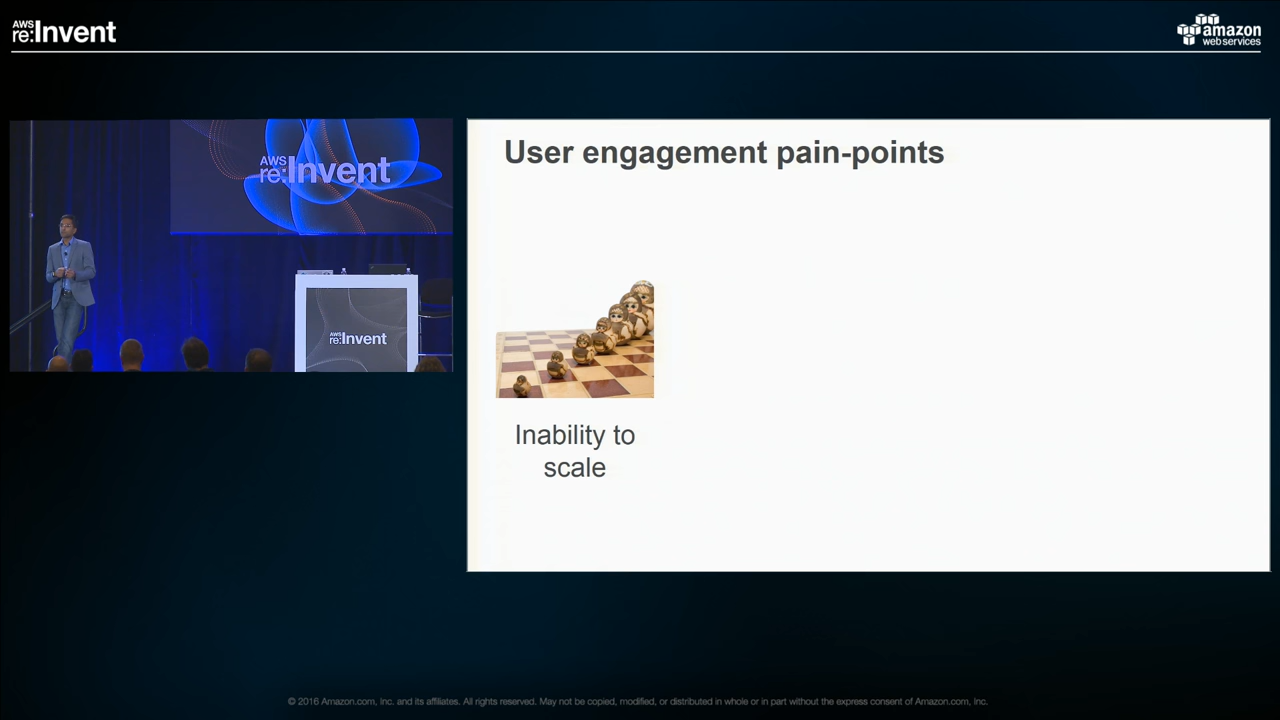 AWS
re:Invent
amazon
web services
AWS
re:Invent
AWS
re:Invent
User engagement pain-points
Inability to
scale
© 2016 Amazon.com, Inc. and its affiliates. All rights reserved. May not be copied, modified, or distributed in whole or in part without the express consent of Amazon.com, Inc.